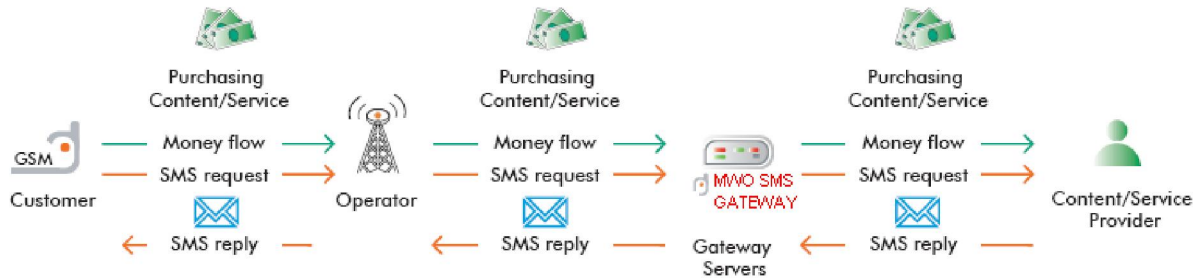 Purchasing
Content/Service
Purchasing
Content/Service
Purchasing
Content/Service
GSM
Money flow
Money flow
Money flow
SMS request
SMS request
MWO SMS
GATEWAY
SMS request
Customer
Operator
Content/Service
Provider
SMS reply
SMS reply
Gateway
Servers
SMS reply